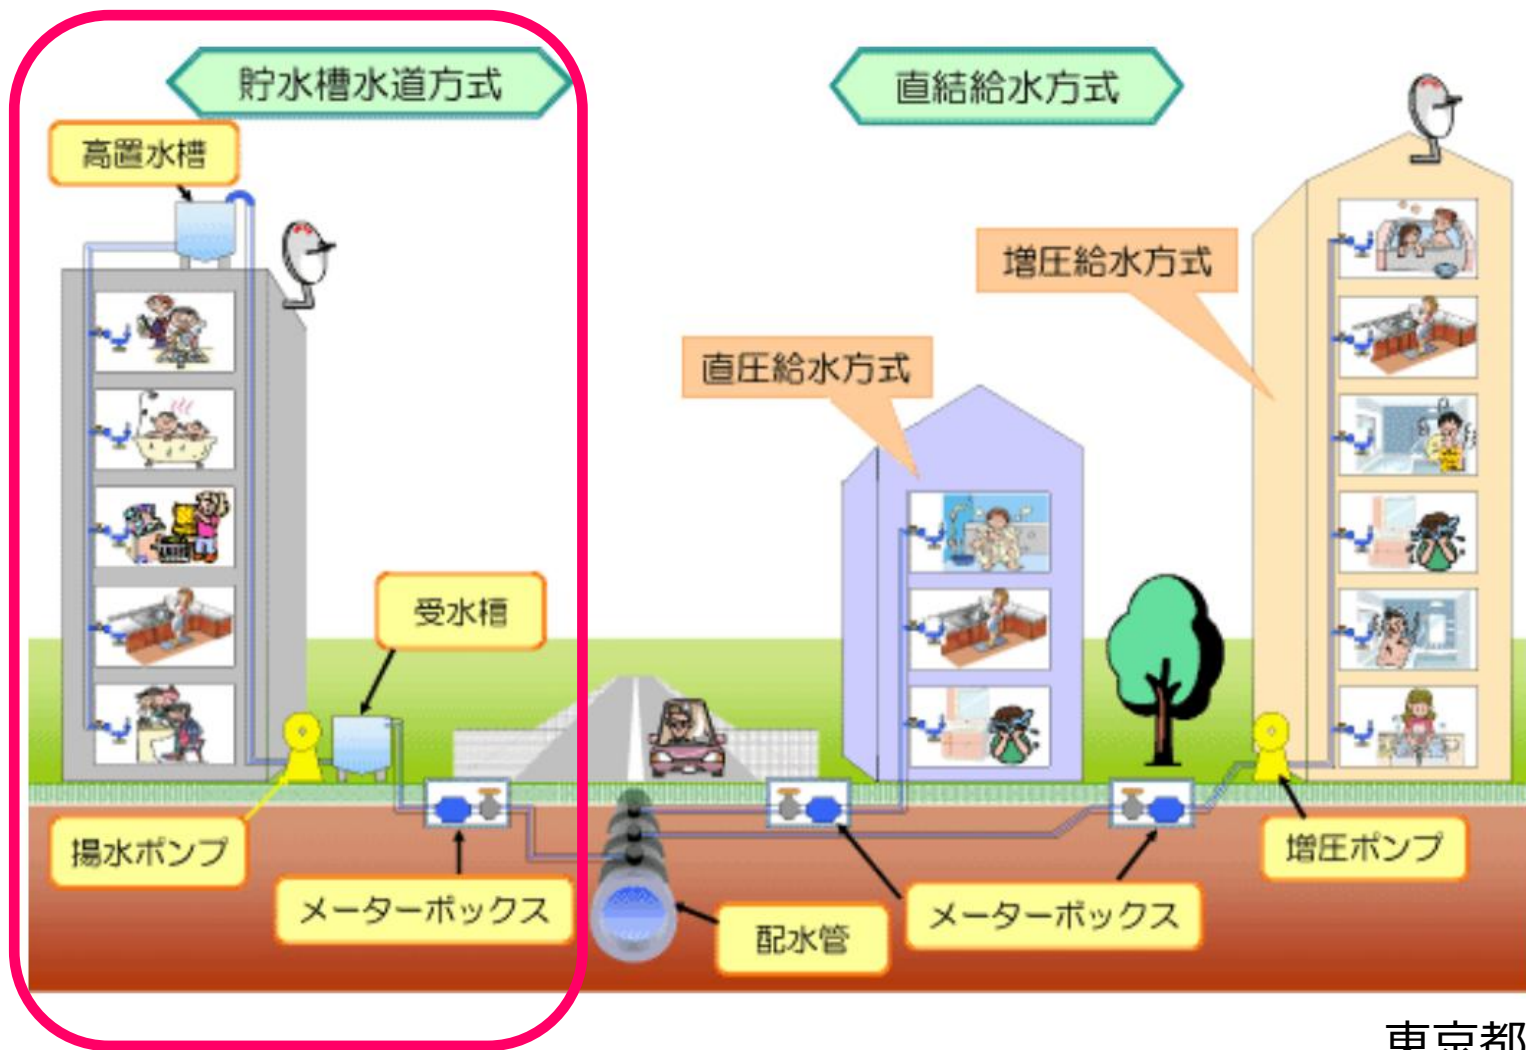 貯水槽水道方式
直結給水方式
高置水槽
増圧給水方式
直圧給水方式
受水槽
揚水ポンプ
メーターボックス
配水管
メーターボックス
増圧ポンプ
東京都